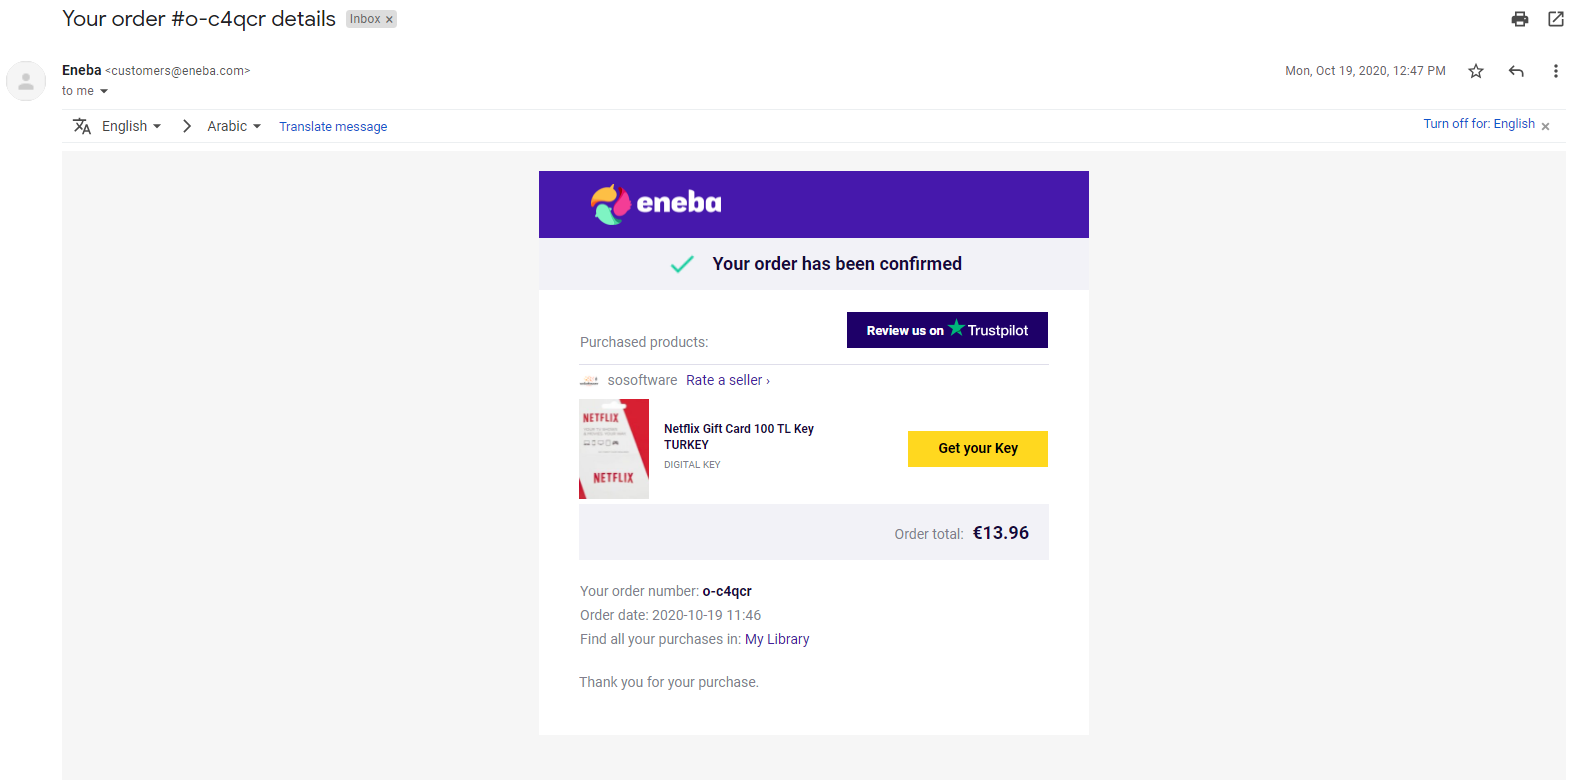 Your order #o-c4qcr details Inbox ×
Eneba <customers@eneba.com> Mon, Oct 19, 2020, 12:47 PM
to me
English > Arabic Translate message Turn off for: English ×
eneba
Your order has been confirmed
Review us on ★ Trustpilot
Purchased products:
sosoftware Rate a seller ›
NETFLIX
NETFLIX
Netflix Gift Card 100 TL Key
TURKEY
DIGITAL KEY
Get your Key
Order total: €13.96
Your order number: o-c4qcr
Order date: 2020-10-19 11:46
Find all your purchases in: My Library
Thank you for your purchase.